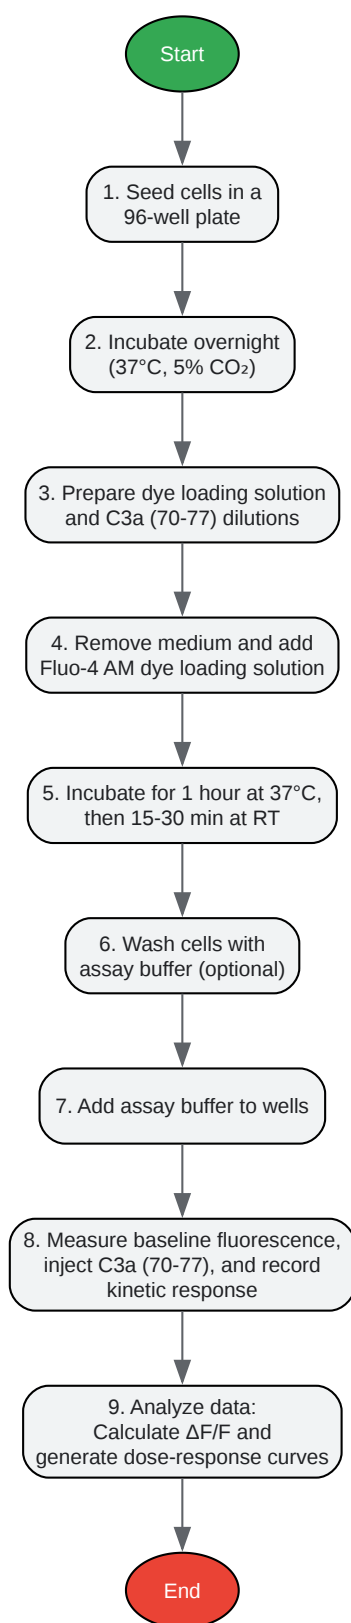 Start
1. Seed cells in a
96-well plate
2. Incubate overnight
(37°C, 5% CO₂)
3. Prepare dye loading solution
and C3a (70-77) dilutions
4. Remove medium and add
Fluo-4 AM dye loading solution
5. Incubate for 1 hour at 37°C,
then 15-30 min at RT
6. Wash cells with
assay buffer (optional)
7. Add assay buffer to wells
8. Measure baseline fluorescence,
inject C3a (70-77), and record
kinetic response
9. Analyze data:
Calculate ΔF/F and
generate dose-response curves
End